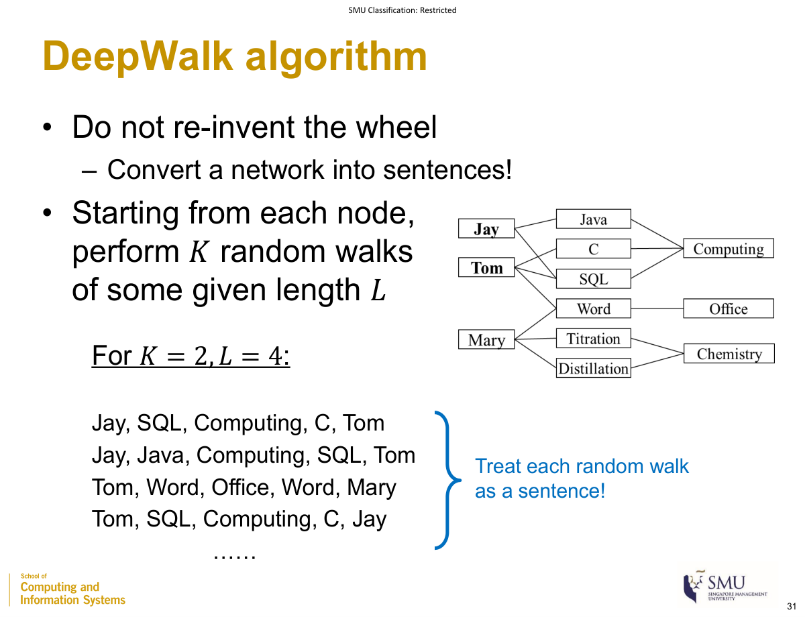 SMU Classification: Restricted
DeepWalk algorithm
• Do not re-invent the wheel
– Convert a network into sentences!
• Starting from each node,
perform K random walks
of some given length L
Jay
Tom
Mary
Java
C
SQL
Word
Titration
Distillation
Computing
Office
Chemistry
For K = 2, L = 4:
Jay, SQL, Computing, C, Tom
Jay, Java, Computing, SQL, Tom
Tom, Word, Office, Word, Mary
Tom, SQL, Computing, C, Jay
……
Treat each random walk
as a sentence!
School of
Computing and
Information Systems
SMU
SINGAPORE MANAGEMENT
UNIVERSITY
31